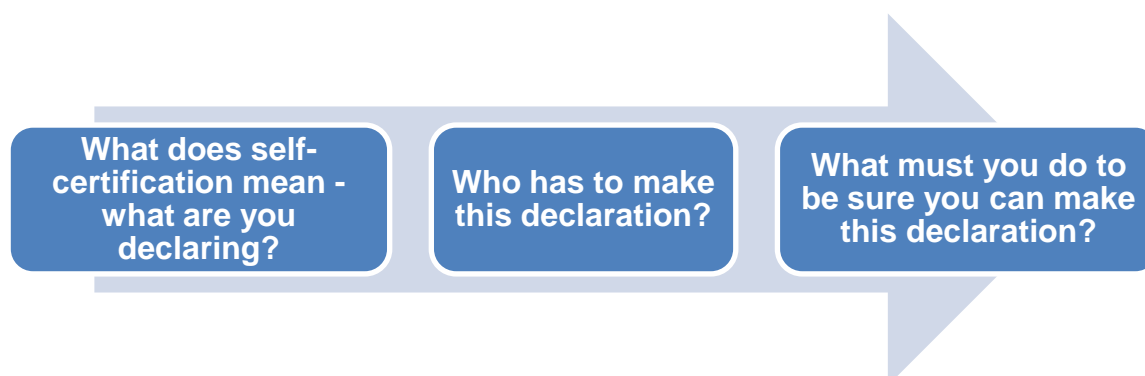 What does self-
certification mean -
what are you
declaring?
Who has to make
this declaration?
What must you do to
be sure you can make
this declaration?